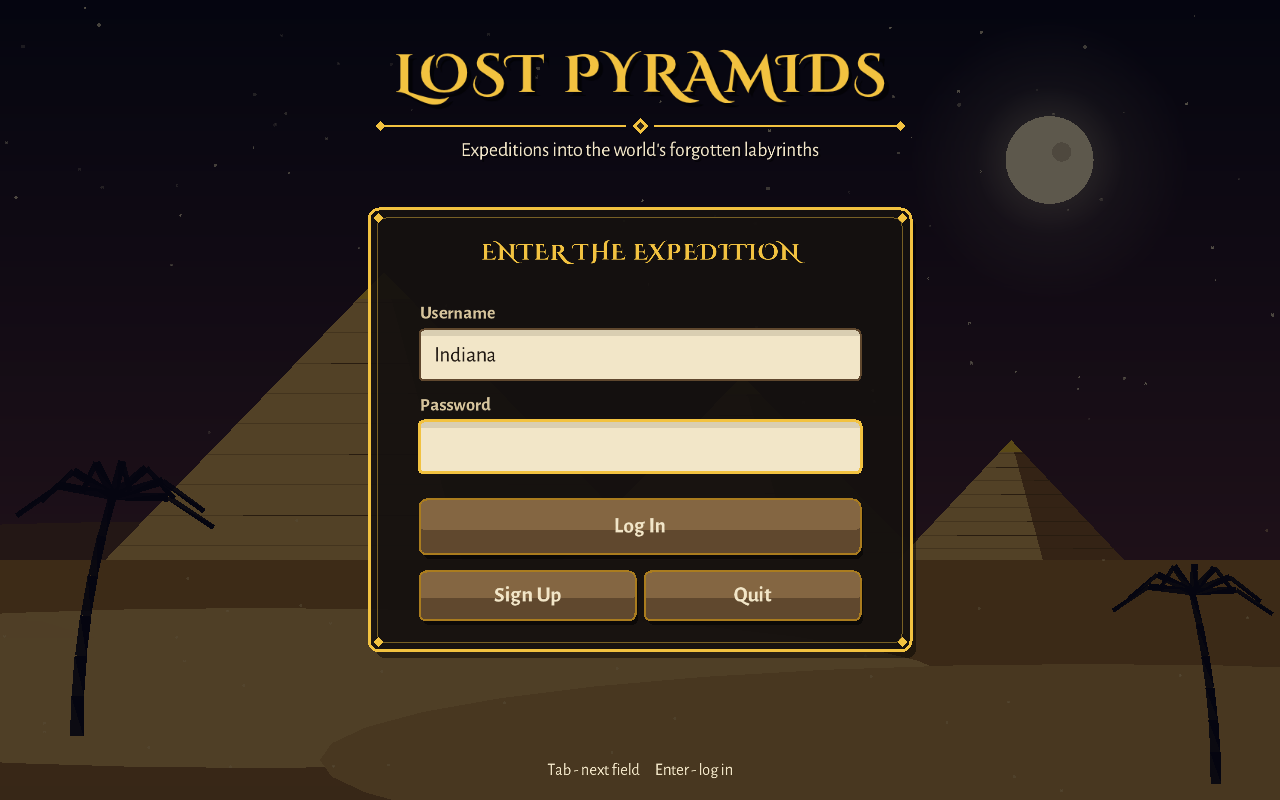 LOST PYRAMIDS
Expeditions into the world's forgotten labyrinths
ENTER THE EXPEDITION
Username
Indiana
Password
Log In
Sign Up
Quit
Tab - next field Enter - log in